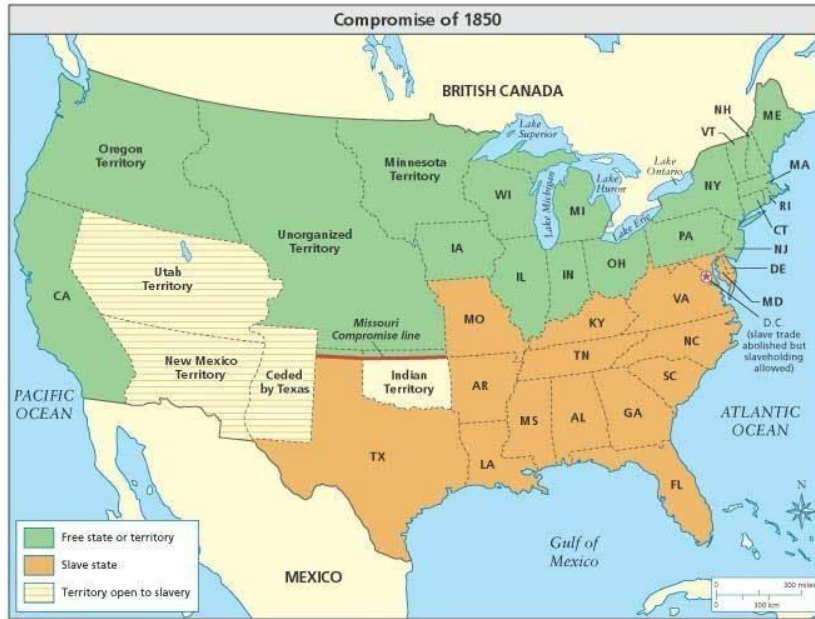 Compromise of 1850
BRITISH CANADA
NH
VT
ME
Lake
Superior
Oregon
Territory
Minnesota
Territory
Lake
Ontario
MA
Lake
Huron
Lake Michigan
WI
MI
NY
RI
Lake Erie
CT
Unorganized
Territory
IA
PA
NJ
Utah
Territory
IL
IN
OH
DE
CA
MD
VA
D.C.
(slave trade
abolished but
slaveholding
allowed)
Missouri
Compromise line
MO
KY
NC
New Mexico
Territory
Ceded
by Texas
Indian
Territory
TN
SC
AR
PACIFIC
OCEAN
MS
AL
GA
ATLANTIC
OCEAN
TX
LA
FL
N
Free state or territory
Slave state
Territory open to slavery
MEXICO
Gulf of
Mexico
0 300 miles
0 300 km